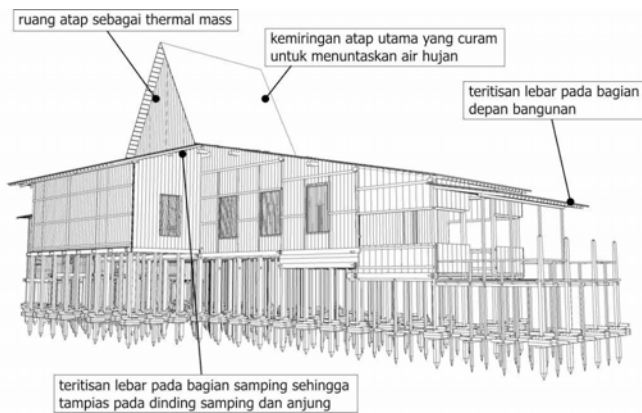 ruang atap sebagai thermal mass
kemiringan atap utama yang curam
untuk menuntaskan air hujan
teritisan lebar pada bagian
depan bangunan
teritisan lebar pada bagian samping sehingga
tampias pada dinding samping dan anjung